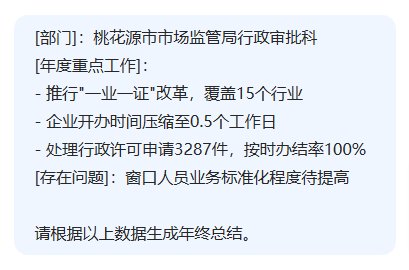 [部门]：桃花源市市场监管局行政审批科
[年度重点工作]：
- 推行"一业一证"改革，覆盖15个行业
- 企业开办时间压缩至0.5个工作日
- 处理行政许可申请3287件，按时办结率100%
[存在问题]：窗口人员业务标准化程度待提高
请根据以上数据生成年终总结。